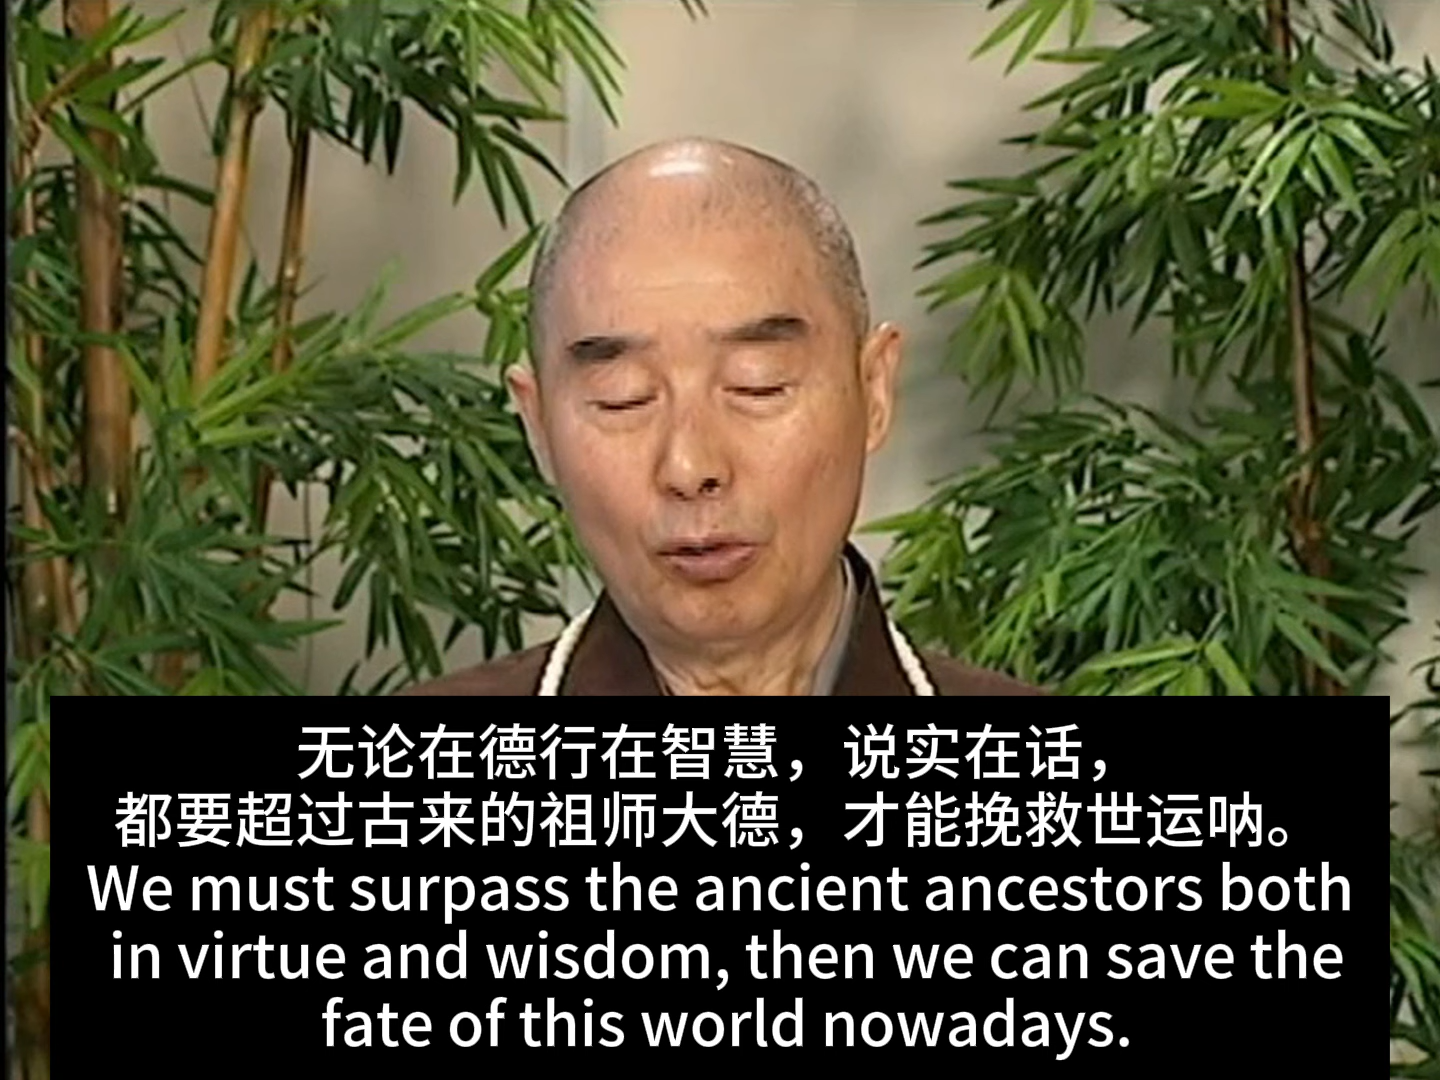 无论在德行在智慧，说实在话，
都要超过古来的祖师大德，才能挽救世运呐。
We must surpass the ancient ancestors both
in virtue and wisdom, then we can save the
fate of this world nowadays.